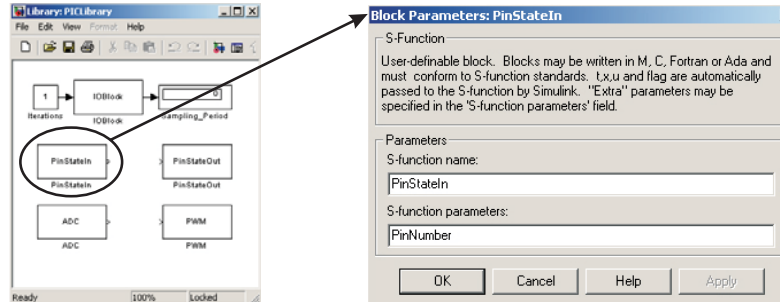 Library: PICLibrary
File Edit View Format Help
1
IOBlock
0
Iterations
IOBlock
Sampling_Period
PinStateIn
PinStateOut
PinStateIn
PinStateOut
ADC
PWM
ADC
PWM
Ready 100% Locked
Block Parameters: PinStateIn
S-Function
User-definable block. Blocks may be written in M, C, Fortran or Ada and
must conform to S-function standards. t,x,u and flag are automatically
passed to the S-function by Simulink. "Extra" parameters may be
specified in the 'S-function parameters' field.
Parameters
S-function name:
PinStateIn
S-function parameters:
PinNumber
OK Cancel Help Apply